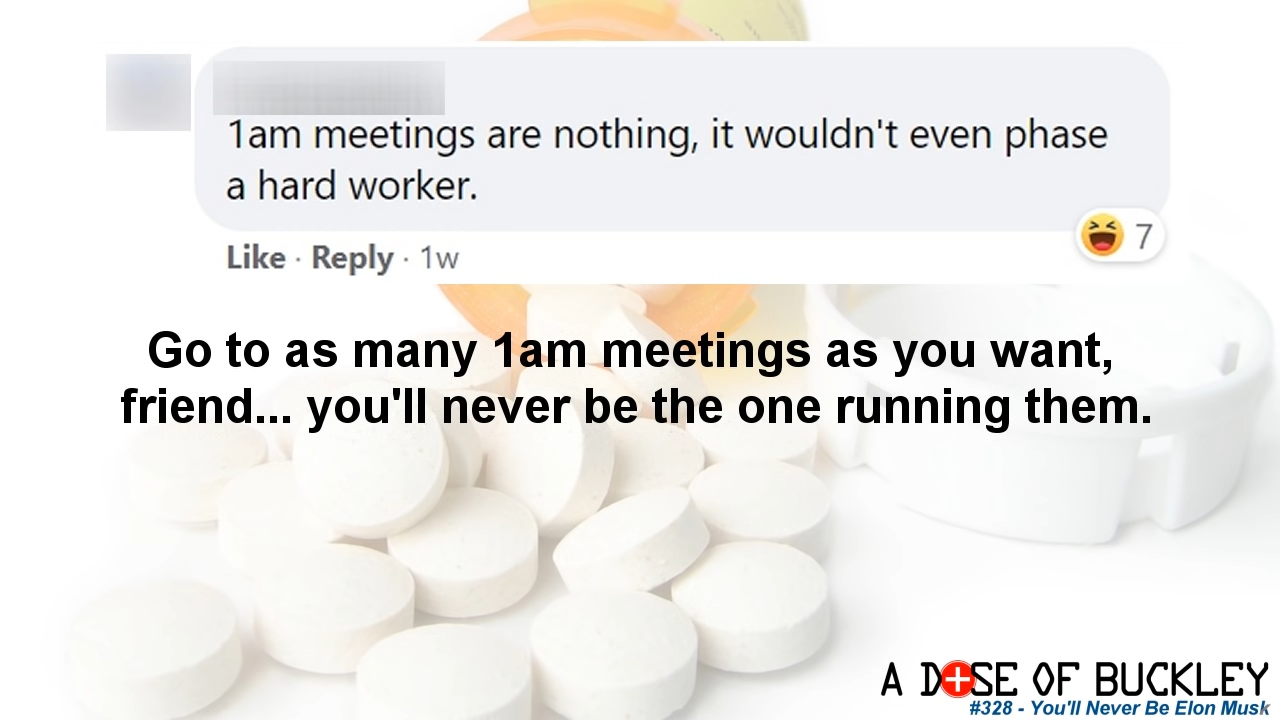 1am meetings are nothing, it wouldn't even phase
a hard worker.
Like · Reply · 1w
7
Go to as many 1am meetings as you want,
friend... you'll never be the one running them.
A DOSE OF BUCKLEY
#328 - You'll Never Be Elon Musk